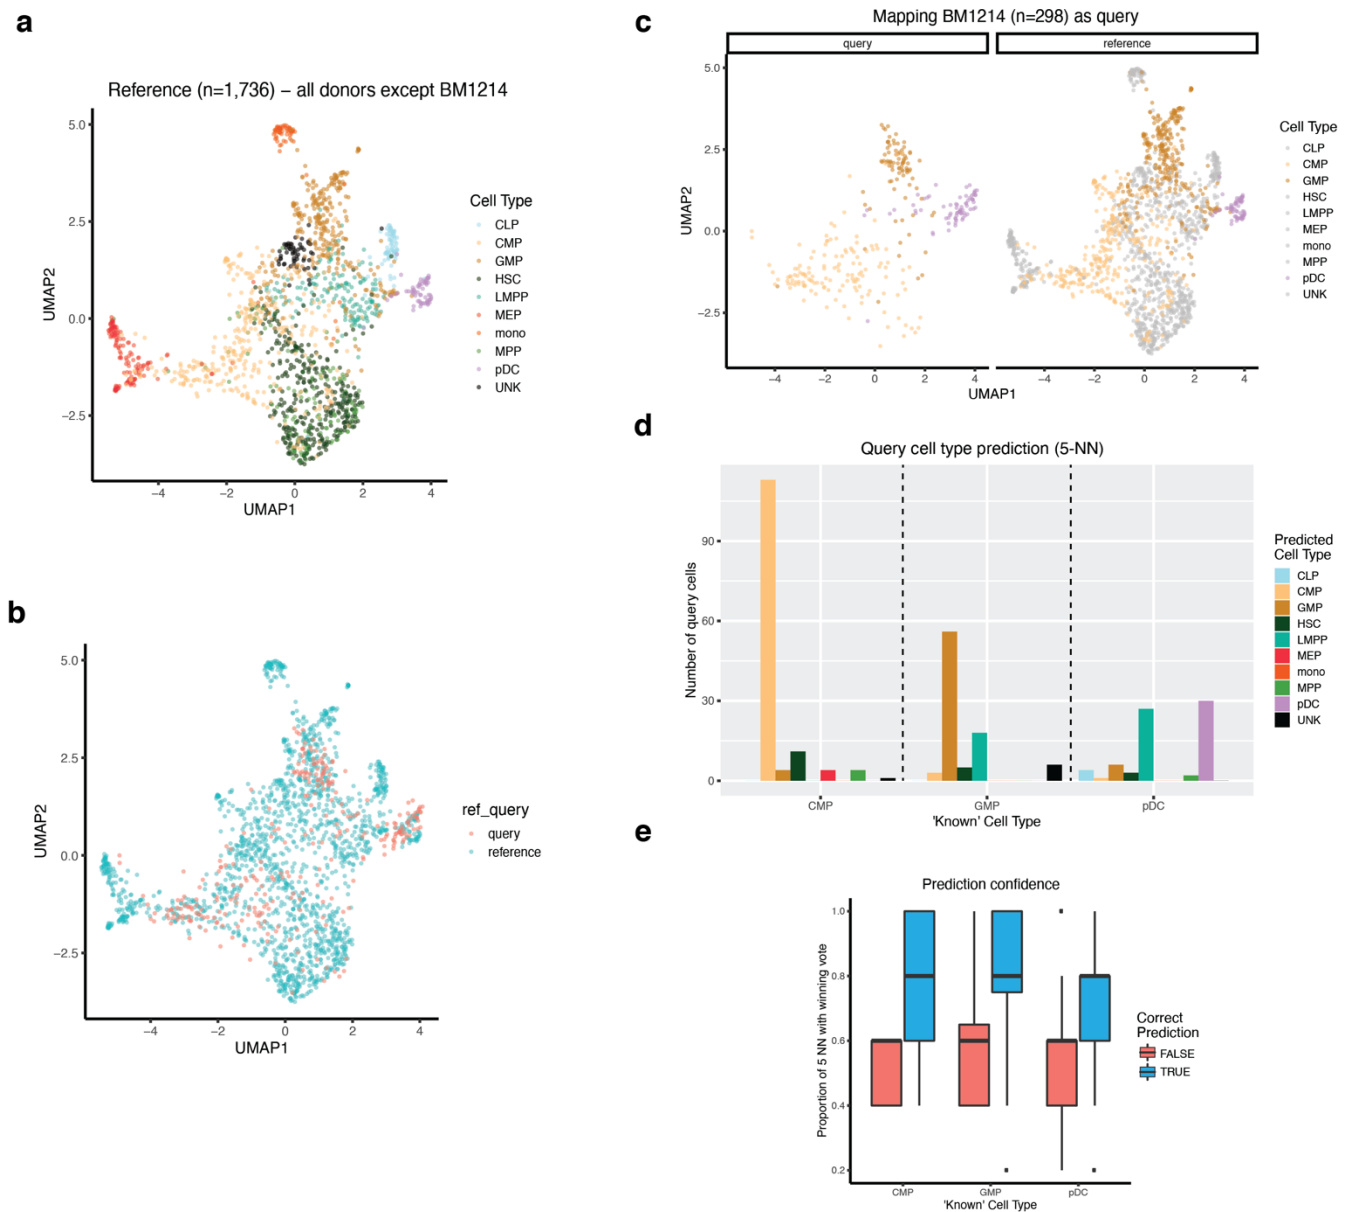 a
Reference (n=1,736) – all donors except BM1214
5.0
2.5
0.0
−2.5
UMAP2
−4
−2
0
2
4
UMAP1
Cell Type
CLP
CMP
GMP
HSC
LMPP
MEP
mono
MPP
pDC
UNK
b
5.0
2.5
0.0
−2.5
UMAP2
−4
−2
0
2
4
UMAP1
ref_query
query
reference
c
Mapping BM1214 (n=298) as query
query
reference
5.0
2.5
0.0
−2.5
UMAP2
−4
−2
0
2
4
−4
−2
0
2
4
UMAP1
Cell Type
CLP
CMP
GMP
HSC
LMPP
MEP
mono
MPP
pDC
UNK
d
Query cell type prediction (5-NN)
90
60
30
0
Number of query cells
CMP
GMP
pDC
'Known' Cell Type
Predicted
Cell Type
CLP
CMP
GMP
HSC
LMPP
MEP
mono
MPP
pDC
UNK
e
Prediction confidence
1.0
0.8
0.6
0.4
0.2
Proportion of 5 NN with winning vote
CMP
GMP
pDC
'Known' Cell Type
Correct
Prediction
FALSE
TRUE